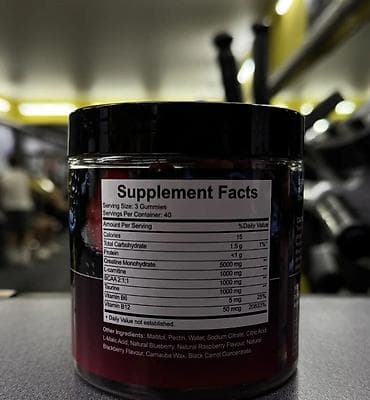 Supplement Facts
Serving Size: 3 Gummies
Servings Per Container: 40
Amount Per Serving %Daily Value
Calories 15
Total Carbohydrate 1.5 g 1%
Protein <1 g
Creatine Monohydrate 5000 mg **
L-carnitine 1000 mg **
BCAA 2:1:1 1000 mg **
Taurine 1000 mg **
Vitamin B6 5 mg 25%
Vitamin B12 50 mcg
+ Daily Value not established.
Other Ingredients: Maltitol, Pectin, Water, Sodium Citrate, Citric Acid
L-Malic Acid, Natural Blueberry, Natural Raspberry Flavour, Natural
Blackberry Flavour, Carnauba Wax, Black Carrot Concentrate